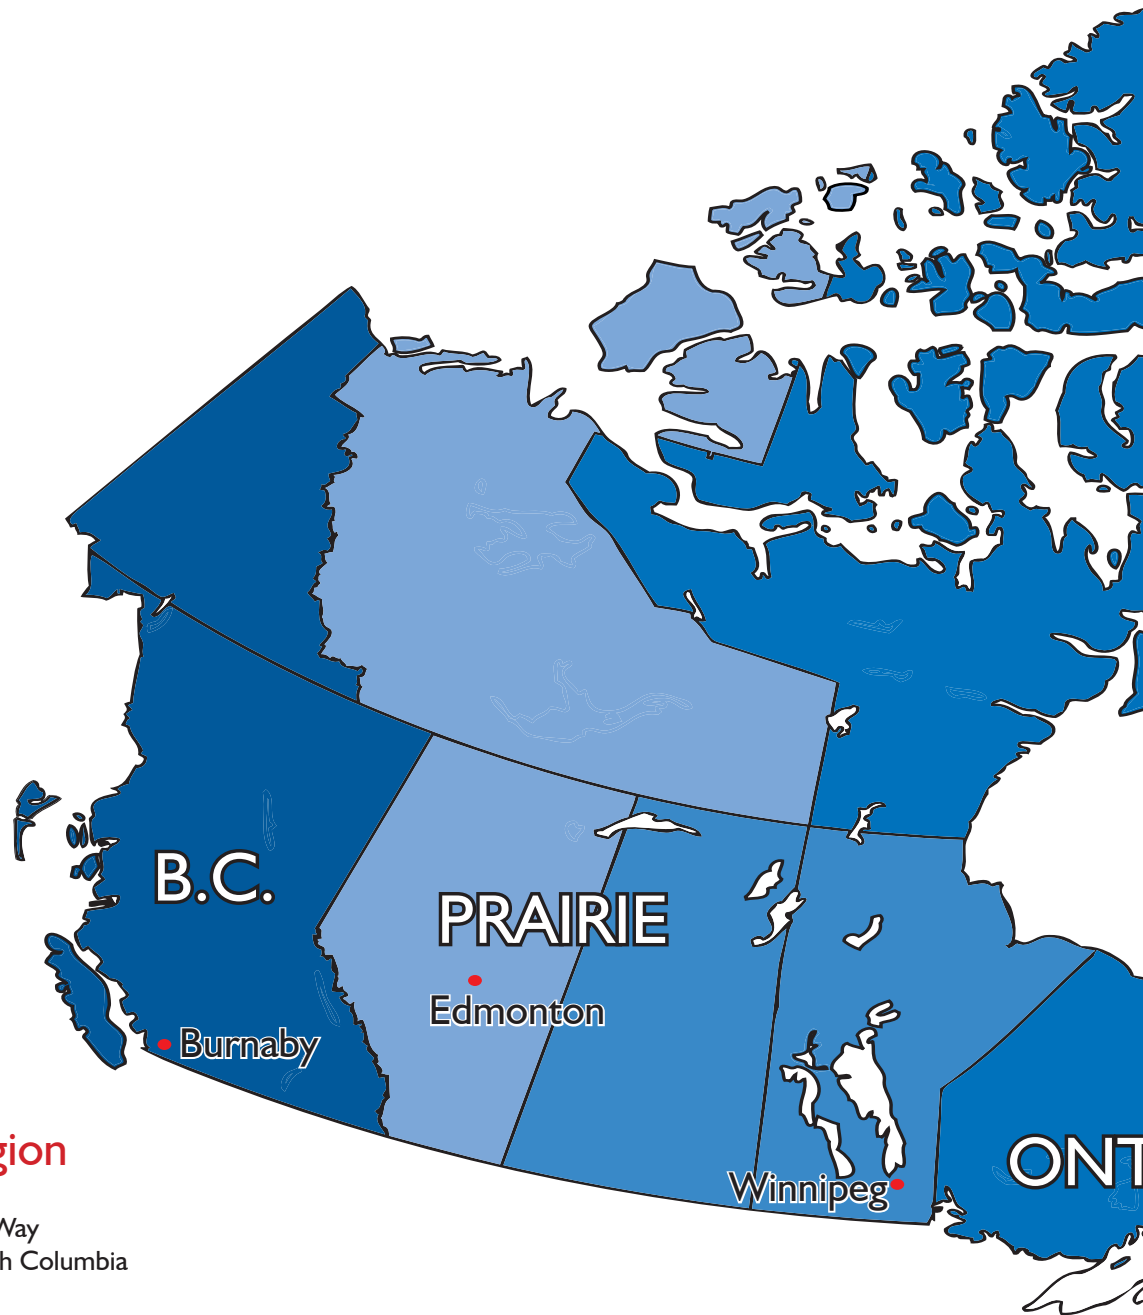 B.C.
PRAIRIE
Edmonton
Burnaby
gion
ONT
Winnipeg
Way
h Columbia